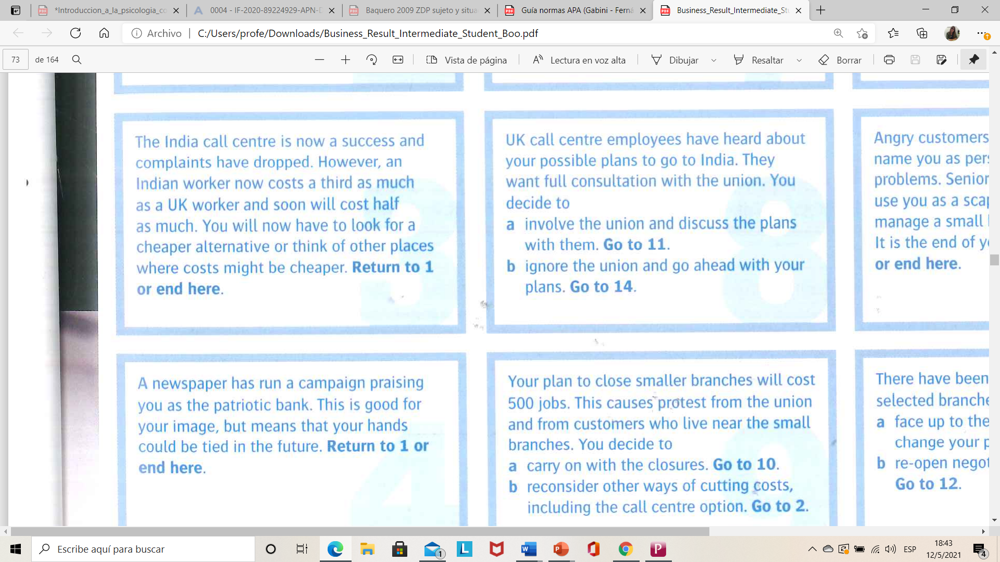 *Introduccion_a_la_psicologia_co
0004 - IF-2020-89224929-APN-D
Baquero 2009 ZDP sujeto y situa
Guía normas APA (Gabini - Ferná
Business_Result_Intermediate_Stu
Archivo
C:/Users/profe/Downloads/Business_Result_Intermediate_Student_Boo.pdf
73
de 164
Vista de página
Lectura en voz alta
Dibujar
Resaltar
Borrar
The India call centre is now a success and
complaints have dropped. However, an
Indian worker now costs a third as much
as a UK worker and soon will cost half
as much. You will now have to look for a
cheaper alternative or think of other places
where costs might be cheaper. Return to 1
or end here.
3
UK call centre employees have heard about
your possible plans to go to India. They
want full consultation with the union. You
decide to
a involve the union and discuss the plans
with them. Go to 11.
b ignore the union and go ahead with your
plans. Go to 14.
8
Angry customers
name you as pers
problems. Senior
use you as a scap
manage a small
It is the end of y
or end here.
A newspaper has run a campaign praising
you as the patriotic bank. This is good for
your image, but means that your hands
could be tied in the future. Return to 1 or
end here.
4
Your plan to close smaller branches will cost
500 jobs. This causes protest from the union
and from customers who live near the small
branches. You decide to
a carry on with the closures. Go to 10.
b reconsider other ways of cutting costs,
including the call centre option. Go to 2.
9
There have been
selected branche
a face up to the
change your p
b re-open negot
Go to 12.
Escribe aquí para buscar
1
ESP
18:43
12/5/2021
4